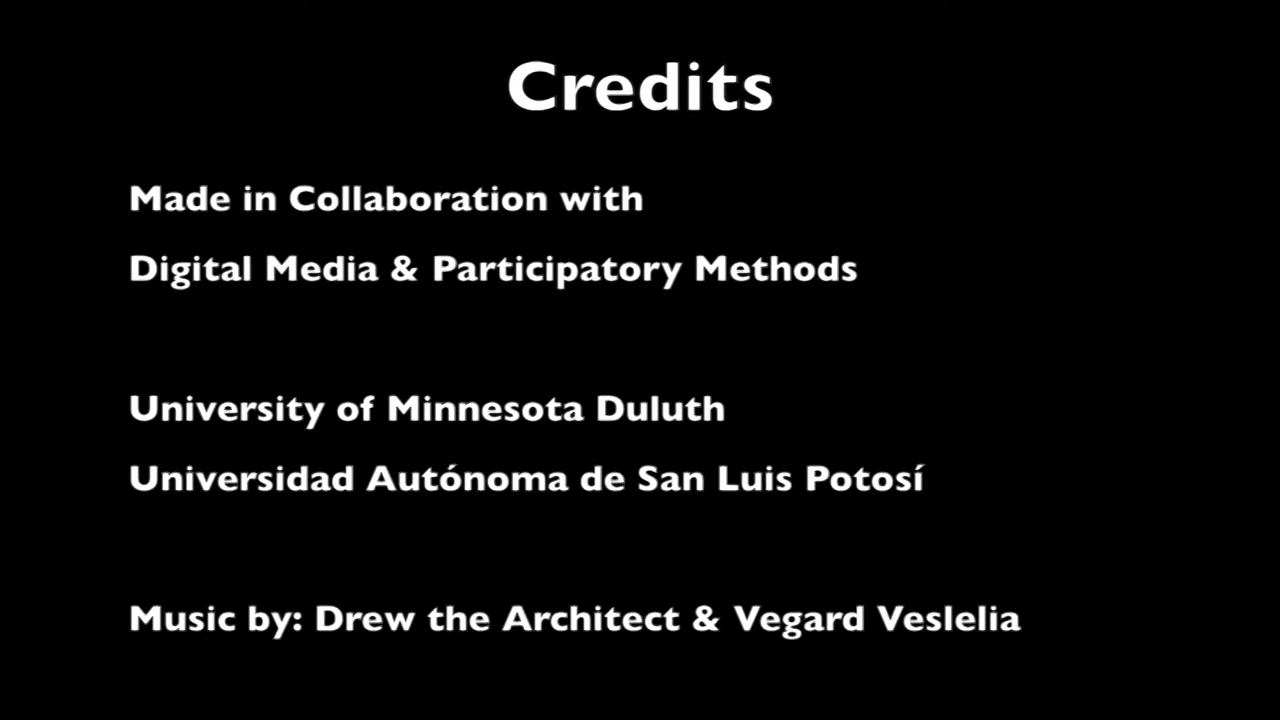 Credits
Made in Collaboration with
Digital Media & Participatory Methods
University of Minnesota Duluth
Universidad Autónoma de San Luis Potosí
Music by: Drew the Architect & Vegard Veslelia